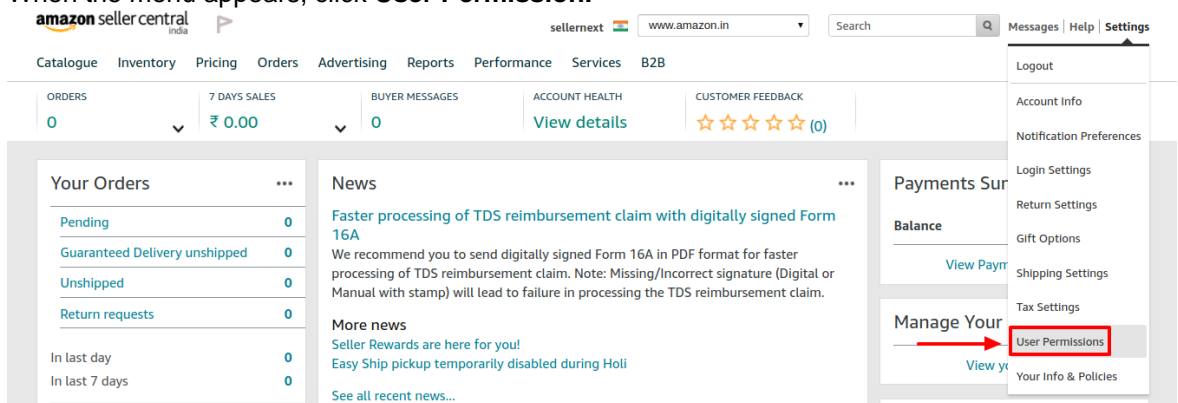 When the menu appears, click User Permission.
amazon seller central
india
sellernext www.amazon.in Search Messages | Help | Settings
Catalogue Inventory Pricing Orders Advertising Reports Performance Services B2B
Logout
ORDERS 7 DAYS SALES BUYER MESSAGES ACCOUNT HEALTH CUSTOMER FEEDBACK
0 ₹ 0.00 0 View details (0)
Account Info
Notification Preferences
Login Settings
Return Settings
Gift Options
Shipping Settings
Tax Settings
User Permissions
Your Info & Policies
Your Orders
Pending 0
Guaranteed Delivery unshipped 0
Unshipped 0
Return requests 0
In last day 0
In last 7 days 0
News
Faster processing of TDS reimbursement claim with digitally signed Form
16A
We recommend you to send digitally signed Form 16A in PDF format for faster
processing of TDS reimbursement claim. Note: Missing/Incorrect signature (Digital or
Manual with stamp) will lead to failure in processing the TDS reimbursement claim.
More news
Seller Rewards are here for you!
Easy Ship pickup temporarily disabled during Holi
See all recent news...
Payments Sur
Balance
View Paym
Manage Your
View yo